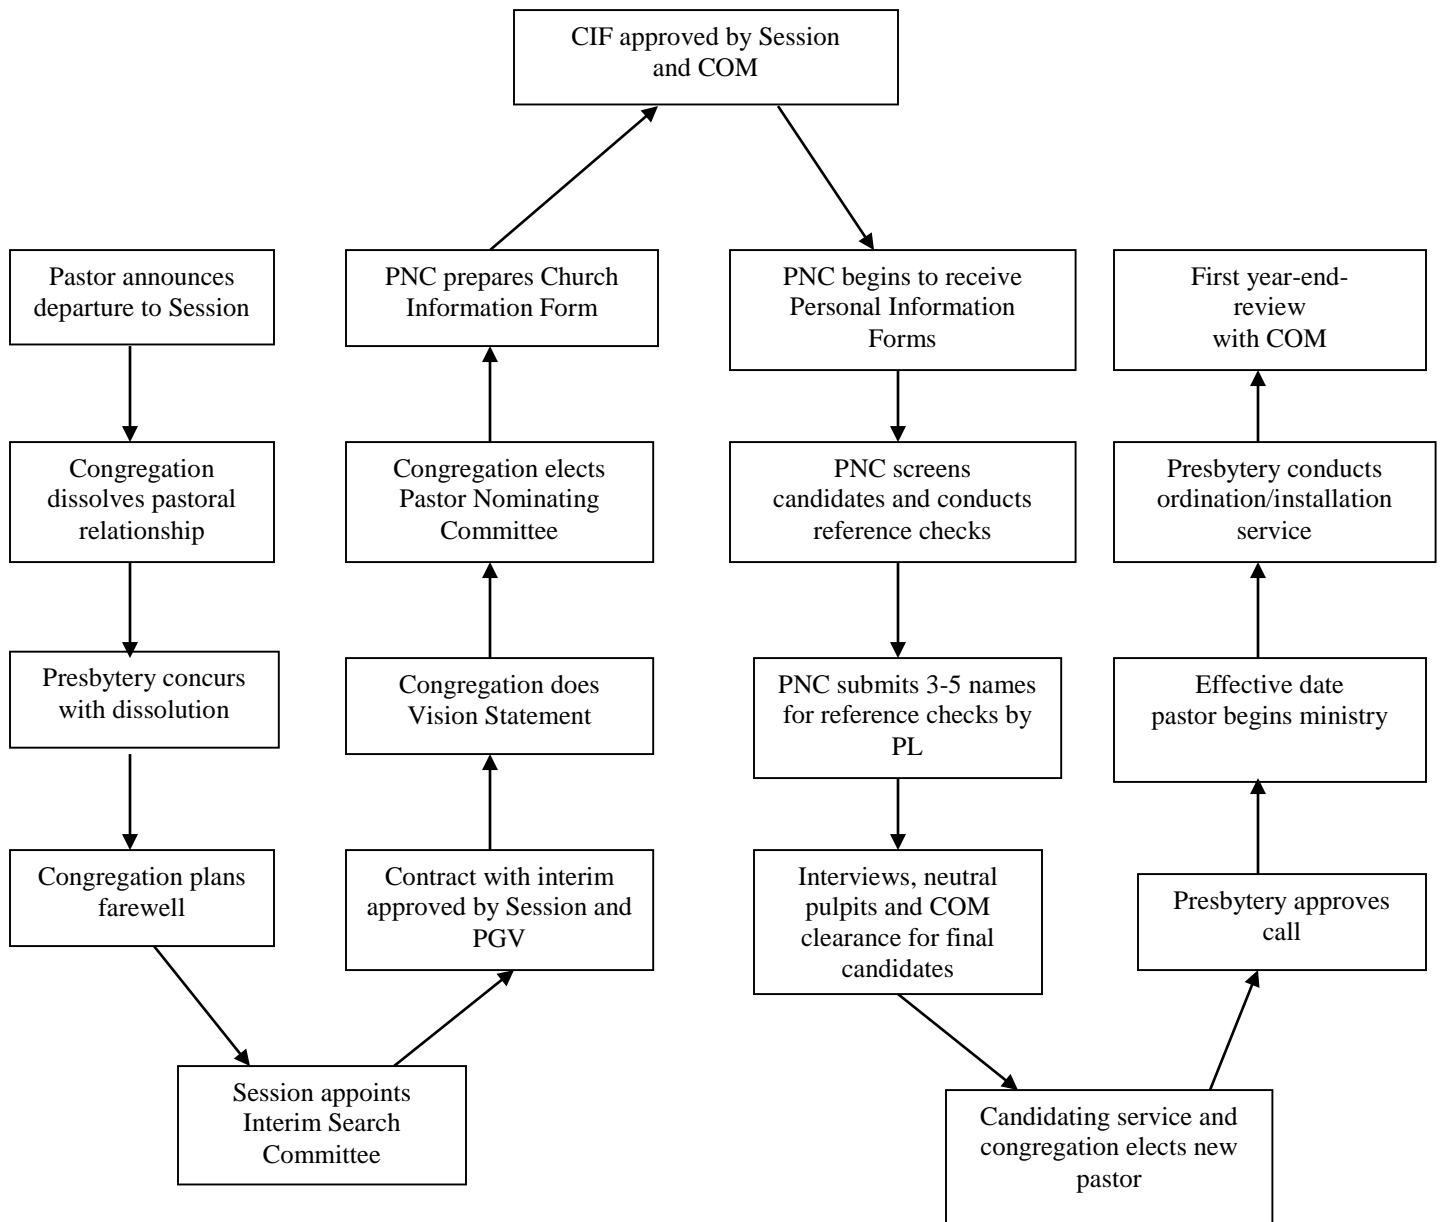 CIF approved by Session
and COM
Pastor announces
departure to Session
PNC prepares Church
Information Form
PNC begins to receive
Personal Information
Forms
First year-end-
review
with COM
Congregation
dissolves pastoral
relationship
Congregation elects
Pastor Nominating
Committee
PNC screens
candidates and conducts
reference checks
Presbytery conducts
ordination/installation
service
Presbytery concurs
with dissolution
Congregation does
Vision Statement
PNC submits 3-5 names
for reference checks by
PL
Effective date
pastor begins ministry
Congregation plans
farewell
Contract with interim
approved by Session and
PGV
Interviews, neutral
pulpits and COM
clearance for final
candidates
Presbytery approves
call
Session appoints
Interim Search
Committee
Candidating service and
congregation elects new
pastor